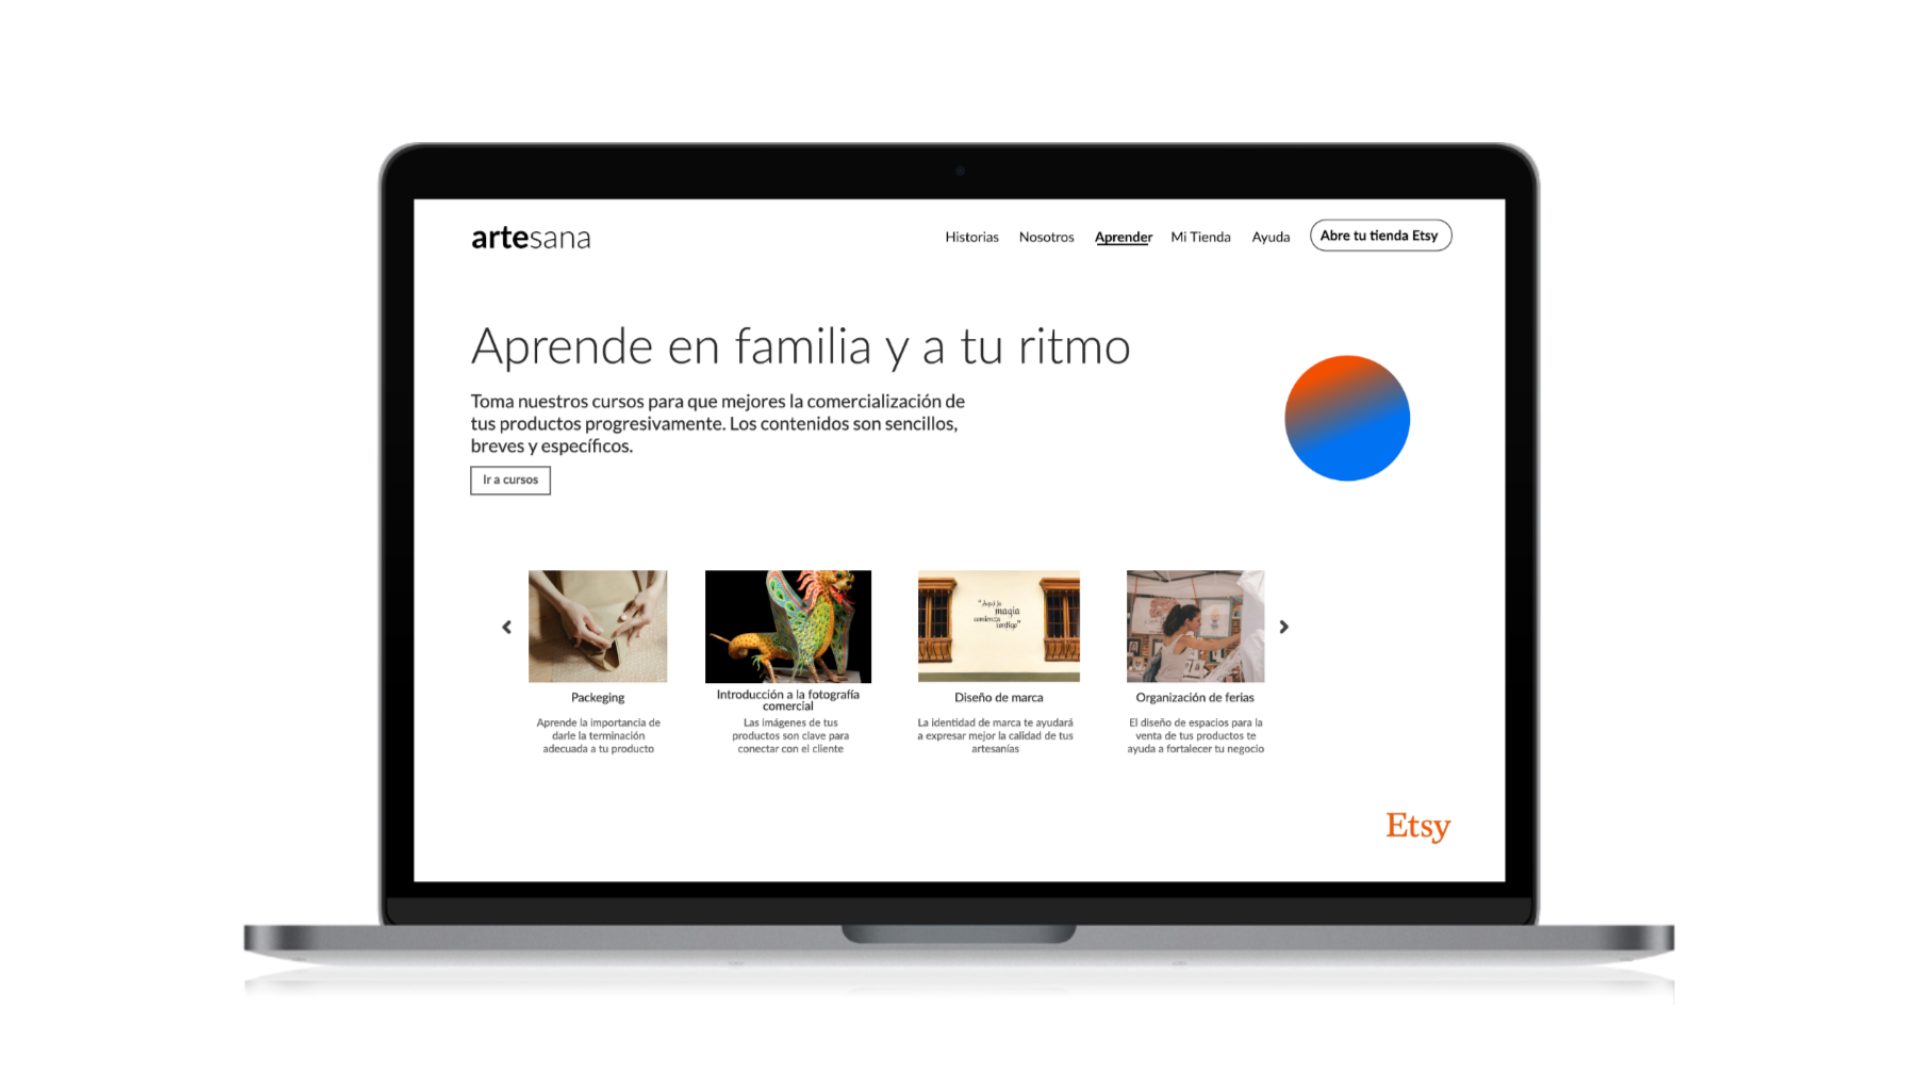 artesana
Historias Nosotros Aprender Mi Tienda Ayuda Abre tu tienda Etsy
Aprende en familia y a tu ritmo
Toma nuestros cursos para que mejores la comercialización de
tus productos progresivamente. Los contenidos son sencillos,
breves y específicos.
Ir a cursos
"Aquí la
magia
comienza
contigo"
Packeging
Aprende la importancia de
darle la terminación
adecuada a tu producto
Introducción a la fotografía
comercial
Las imágenes de tus
productos son clave para
conectar con el cliente
Diseño de marca
La identidad de marca te ayudará
a expresar mejor la calidad de tus
artesanías
Organización de ferias
El diseño de espacios para la
venta de tus productos te
ayuda a fortalecer tu negocio
Etsy